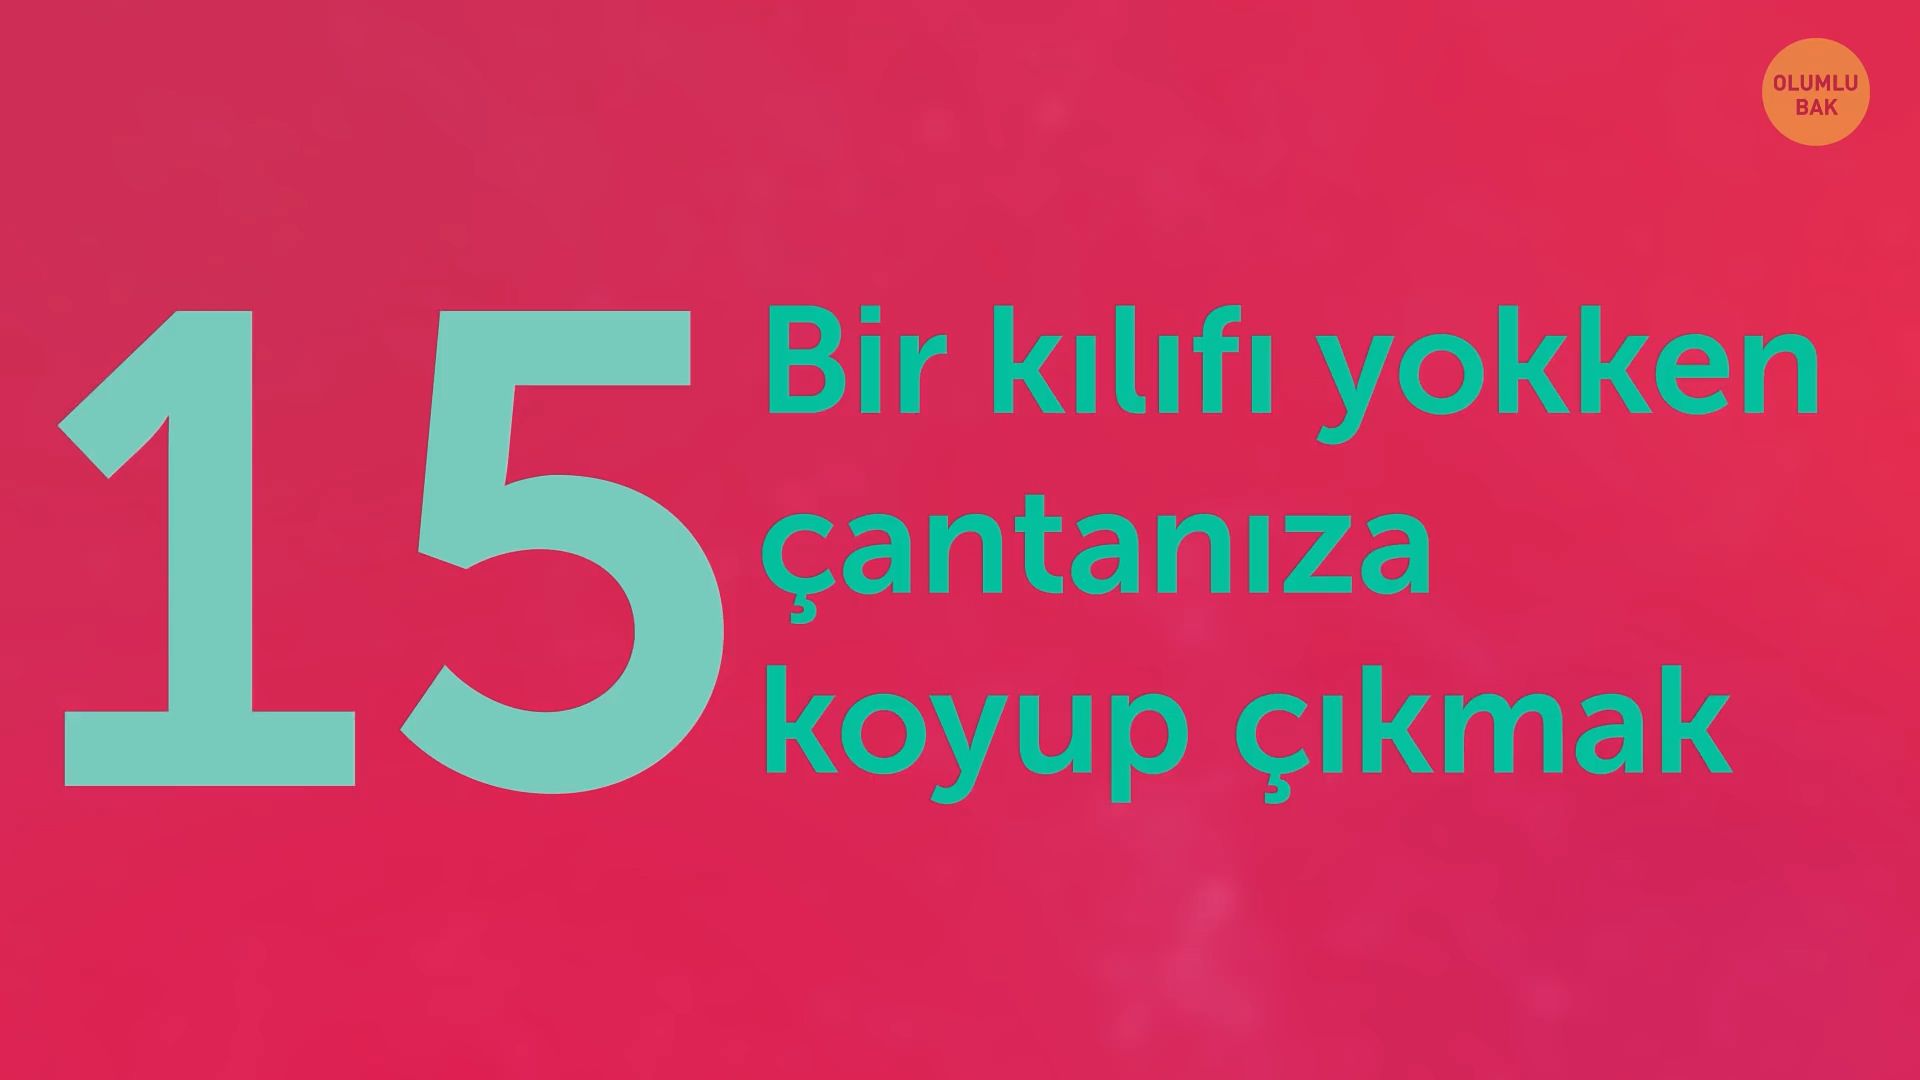 OLUMLU
BAK
15
Bir kılıfı yokken
çantanıza
koyup çıkmak